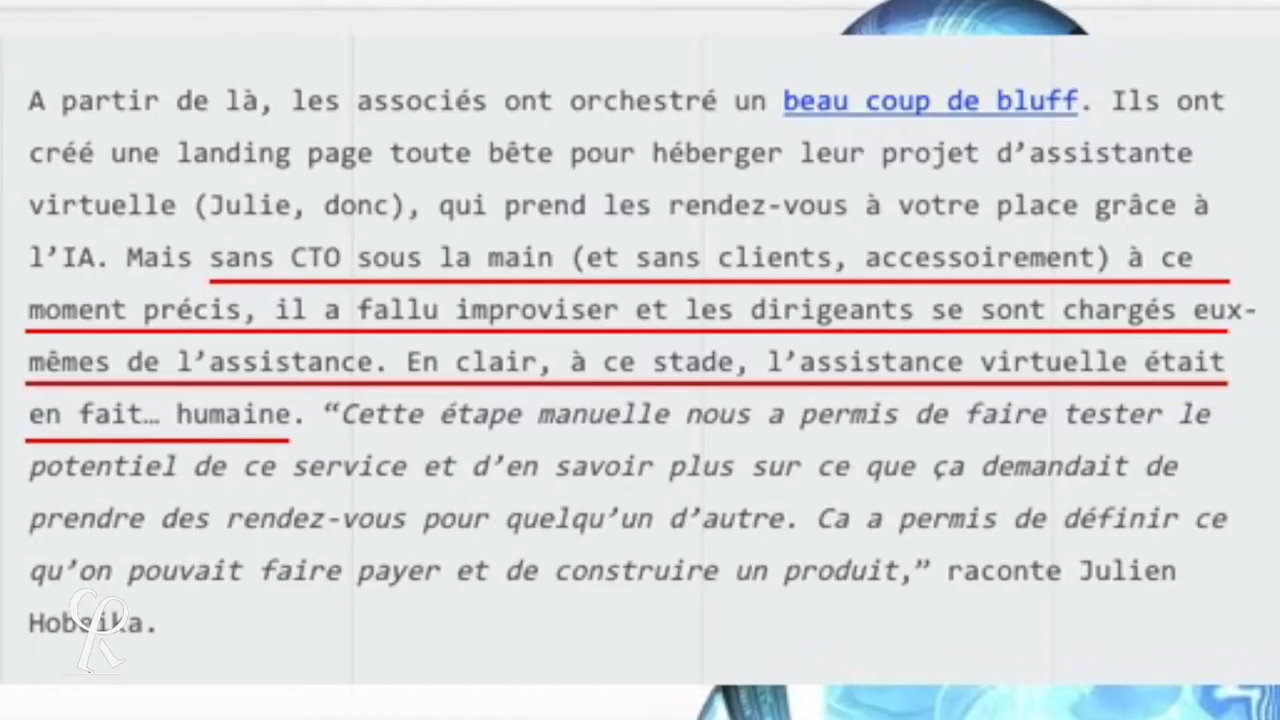 A partir de là, les associés ont orchestré un beau coup de bluff. Ils ont
créé une landing page toute bête pour héberger leur projet d’assistante
virtuelle (Julie, donc), qui prend les rendez-vous à votre place grâce à
l’IA. Mais sans CTO sous la main (et sans clients, accessoirement) à ce
moment précis, il a fallu improviser et les dirigeants se sont chargés eux-
mêmes de l’assistance. En clair, à ce stade, l’assistance virtuelle était
en fait… humaine. “Cette étape manuelle nous a permis de faire tester le
potentiel de ce service et d’en savoir plus sur ce que ça demandait de
prendre des rendez-vous pour quelqu’un d’autre. Ca a permis de définir ce
qu’on pouvait faire payer et de construire un produit,” raconte Julien
Hobeika.